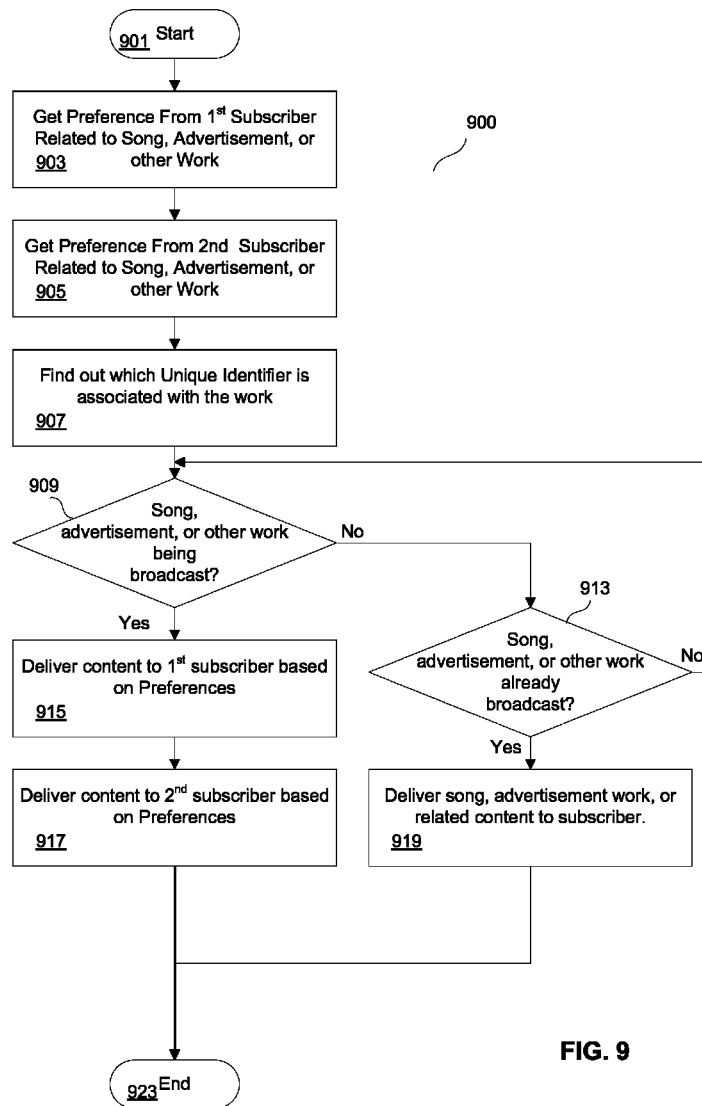 901 Start
Get Preference From 1st Subscriber
Related to Song, Advertisement, or
903 other Work
900
Get Preference From 2nd Subscriber
Related to Song, Advertisement, or
905 other Work
Find out which Unique Identifier is
associated with the work
907
909
Song,
advertisement, or other work
being
broadcast?
No
Yes
913
Song,
advertisement, or other work
already
broadcast?
No
Yes
Deliver content to 1st subscriber based
on Preferences
915
Deliver content to 2nd subscriber based
on Preferences
917
Deliver song, advertisement work, or
related content to subscriber.
919
FIG. 9
923 End